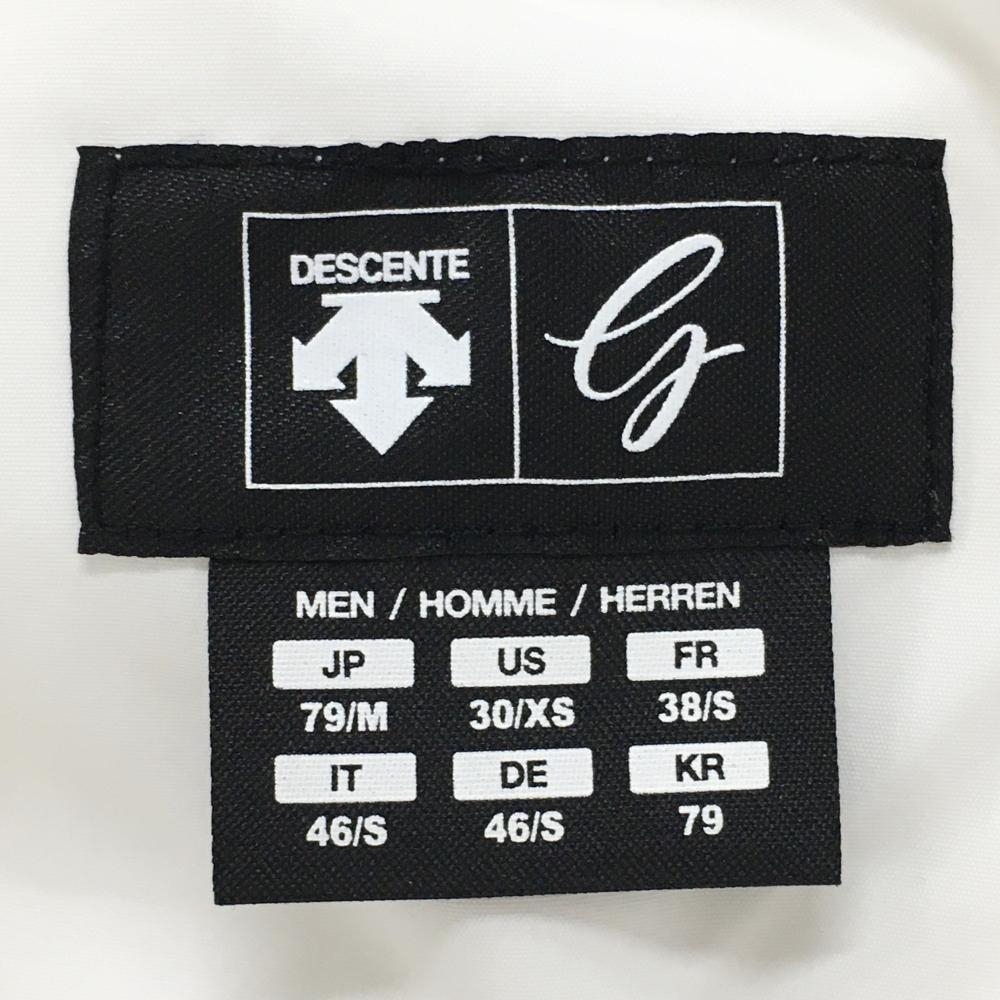 DESCENTE
G
MEN / HOMME / HERREN
JP US FR
79/M 30/XS 38/S
IT DE KR
46/S 46/S 79